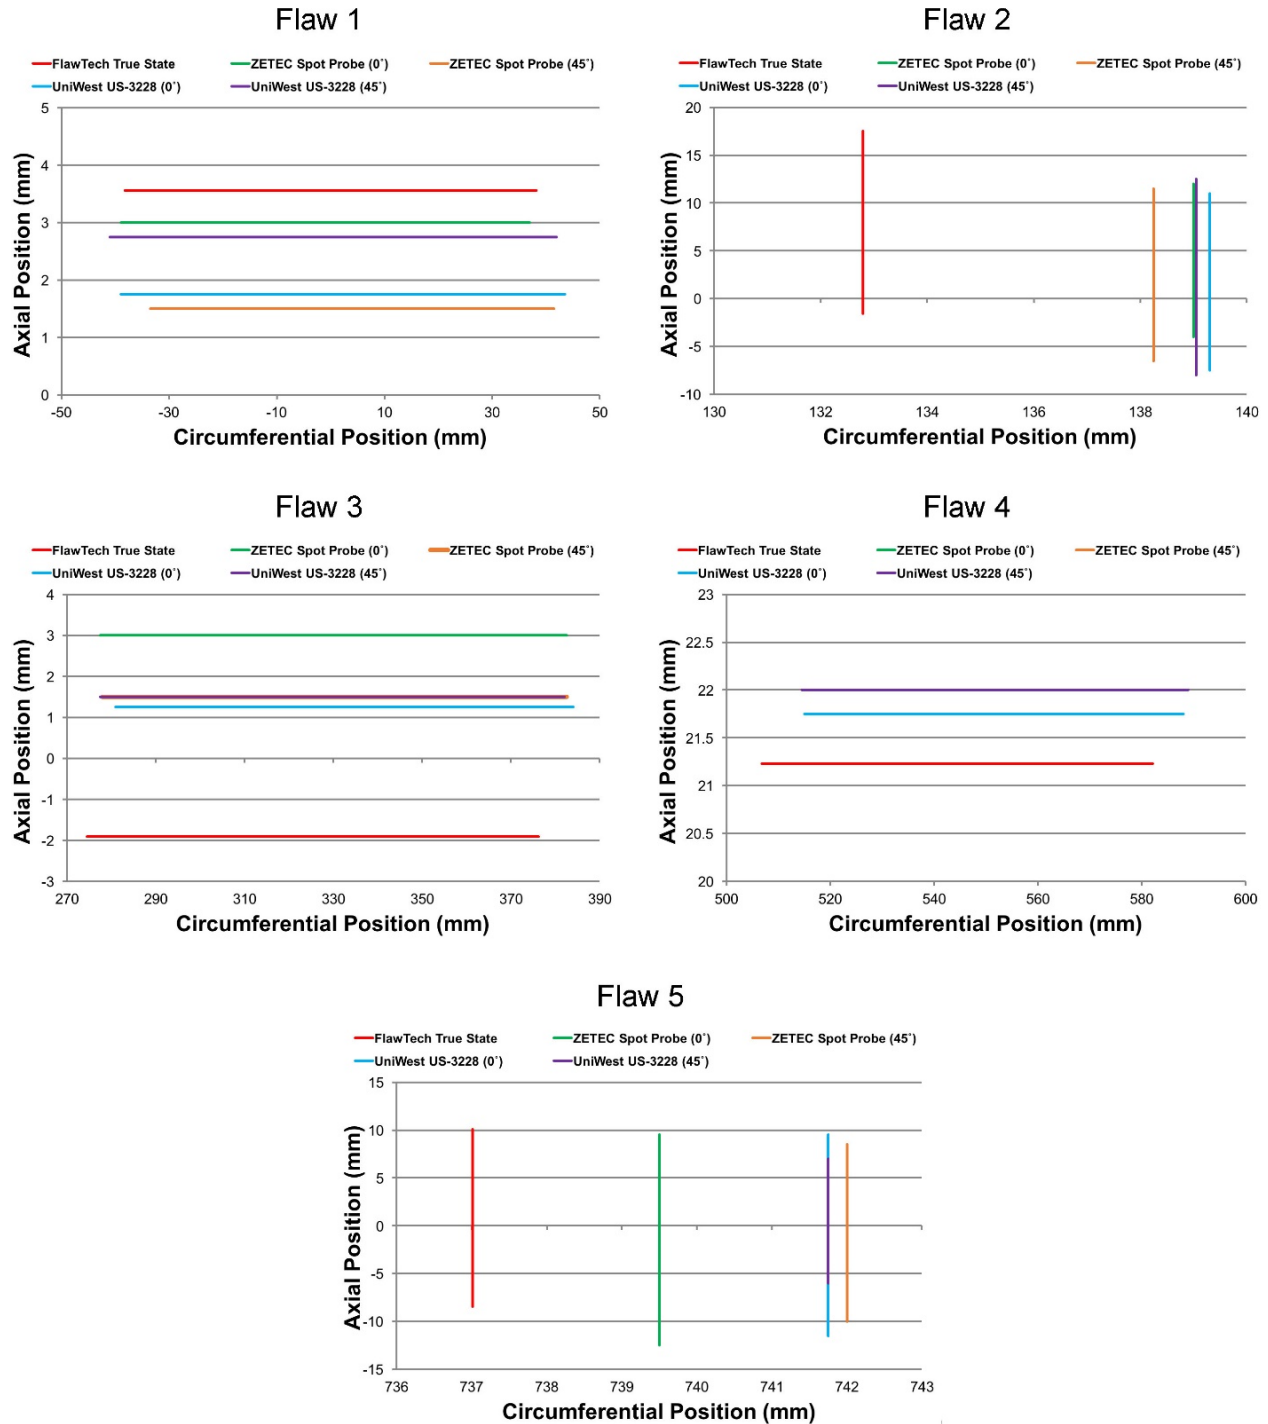 Flaw 1
FlawTech True State ZETEC Spot Probe (0˚) ZETEC Spot Probe (45˚)
UniWest US-3228 (0˚) UniWest US-3228 (45˚)
5
4
3
2
1
0
-50 -30 -10 10 30 50
Axial Position (mm)
Circumferential Position (mm)
Flaw 2
FlawTech True State ZETEC Spot Probe (0˚) ZETEC Spot Probe (45˚)
UniWest US-3228 (0˚) UniWest US-3228 (45˚)
20
15
10
5
0
-5
-10
130 132 134 136 138 140
Axial Position (mm)
Circumferential Position (mm)
Flaw 3
FlawTech True State ZETEC Spot Probe (0˚) ZETEC Spot Probe (45˚)
UniWest US-3228 (0˚) UniWest US-3228 (45˚)
4
3
2
1
0
-1
-2
-3
270 290 310 330 350 370 390
Axial Position (mm)
Circumferential Position (mm)
Flaw 4
FlawTech True State ZETEC Spot Probe (0˚) ZETEC Spot Probe (45˚)
UniWest US-3228 (0˚) UniWest US-3228 (45˚)
23
22.5
22
21.5
21
20.5
20
500 520 540 560 580 600
Axial Position (mm)
Circumferential Position (mm)
Flaw 5
FlawTech True State ZETEC Spot Probe (0˚) ZETEC Spot Probe (45˚)
UniWest US-3228 (0˚) UniWest US-3228 (45˚)
15
10
5
0
-5
-10
-15
736 737 738 739 740 741 742 743
Axial Position (mm)
Circumferential Position (mm)